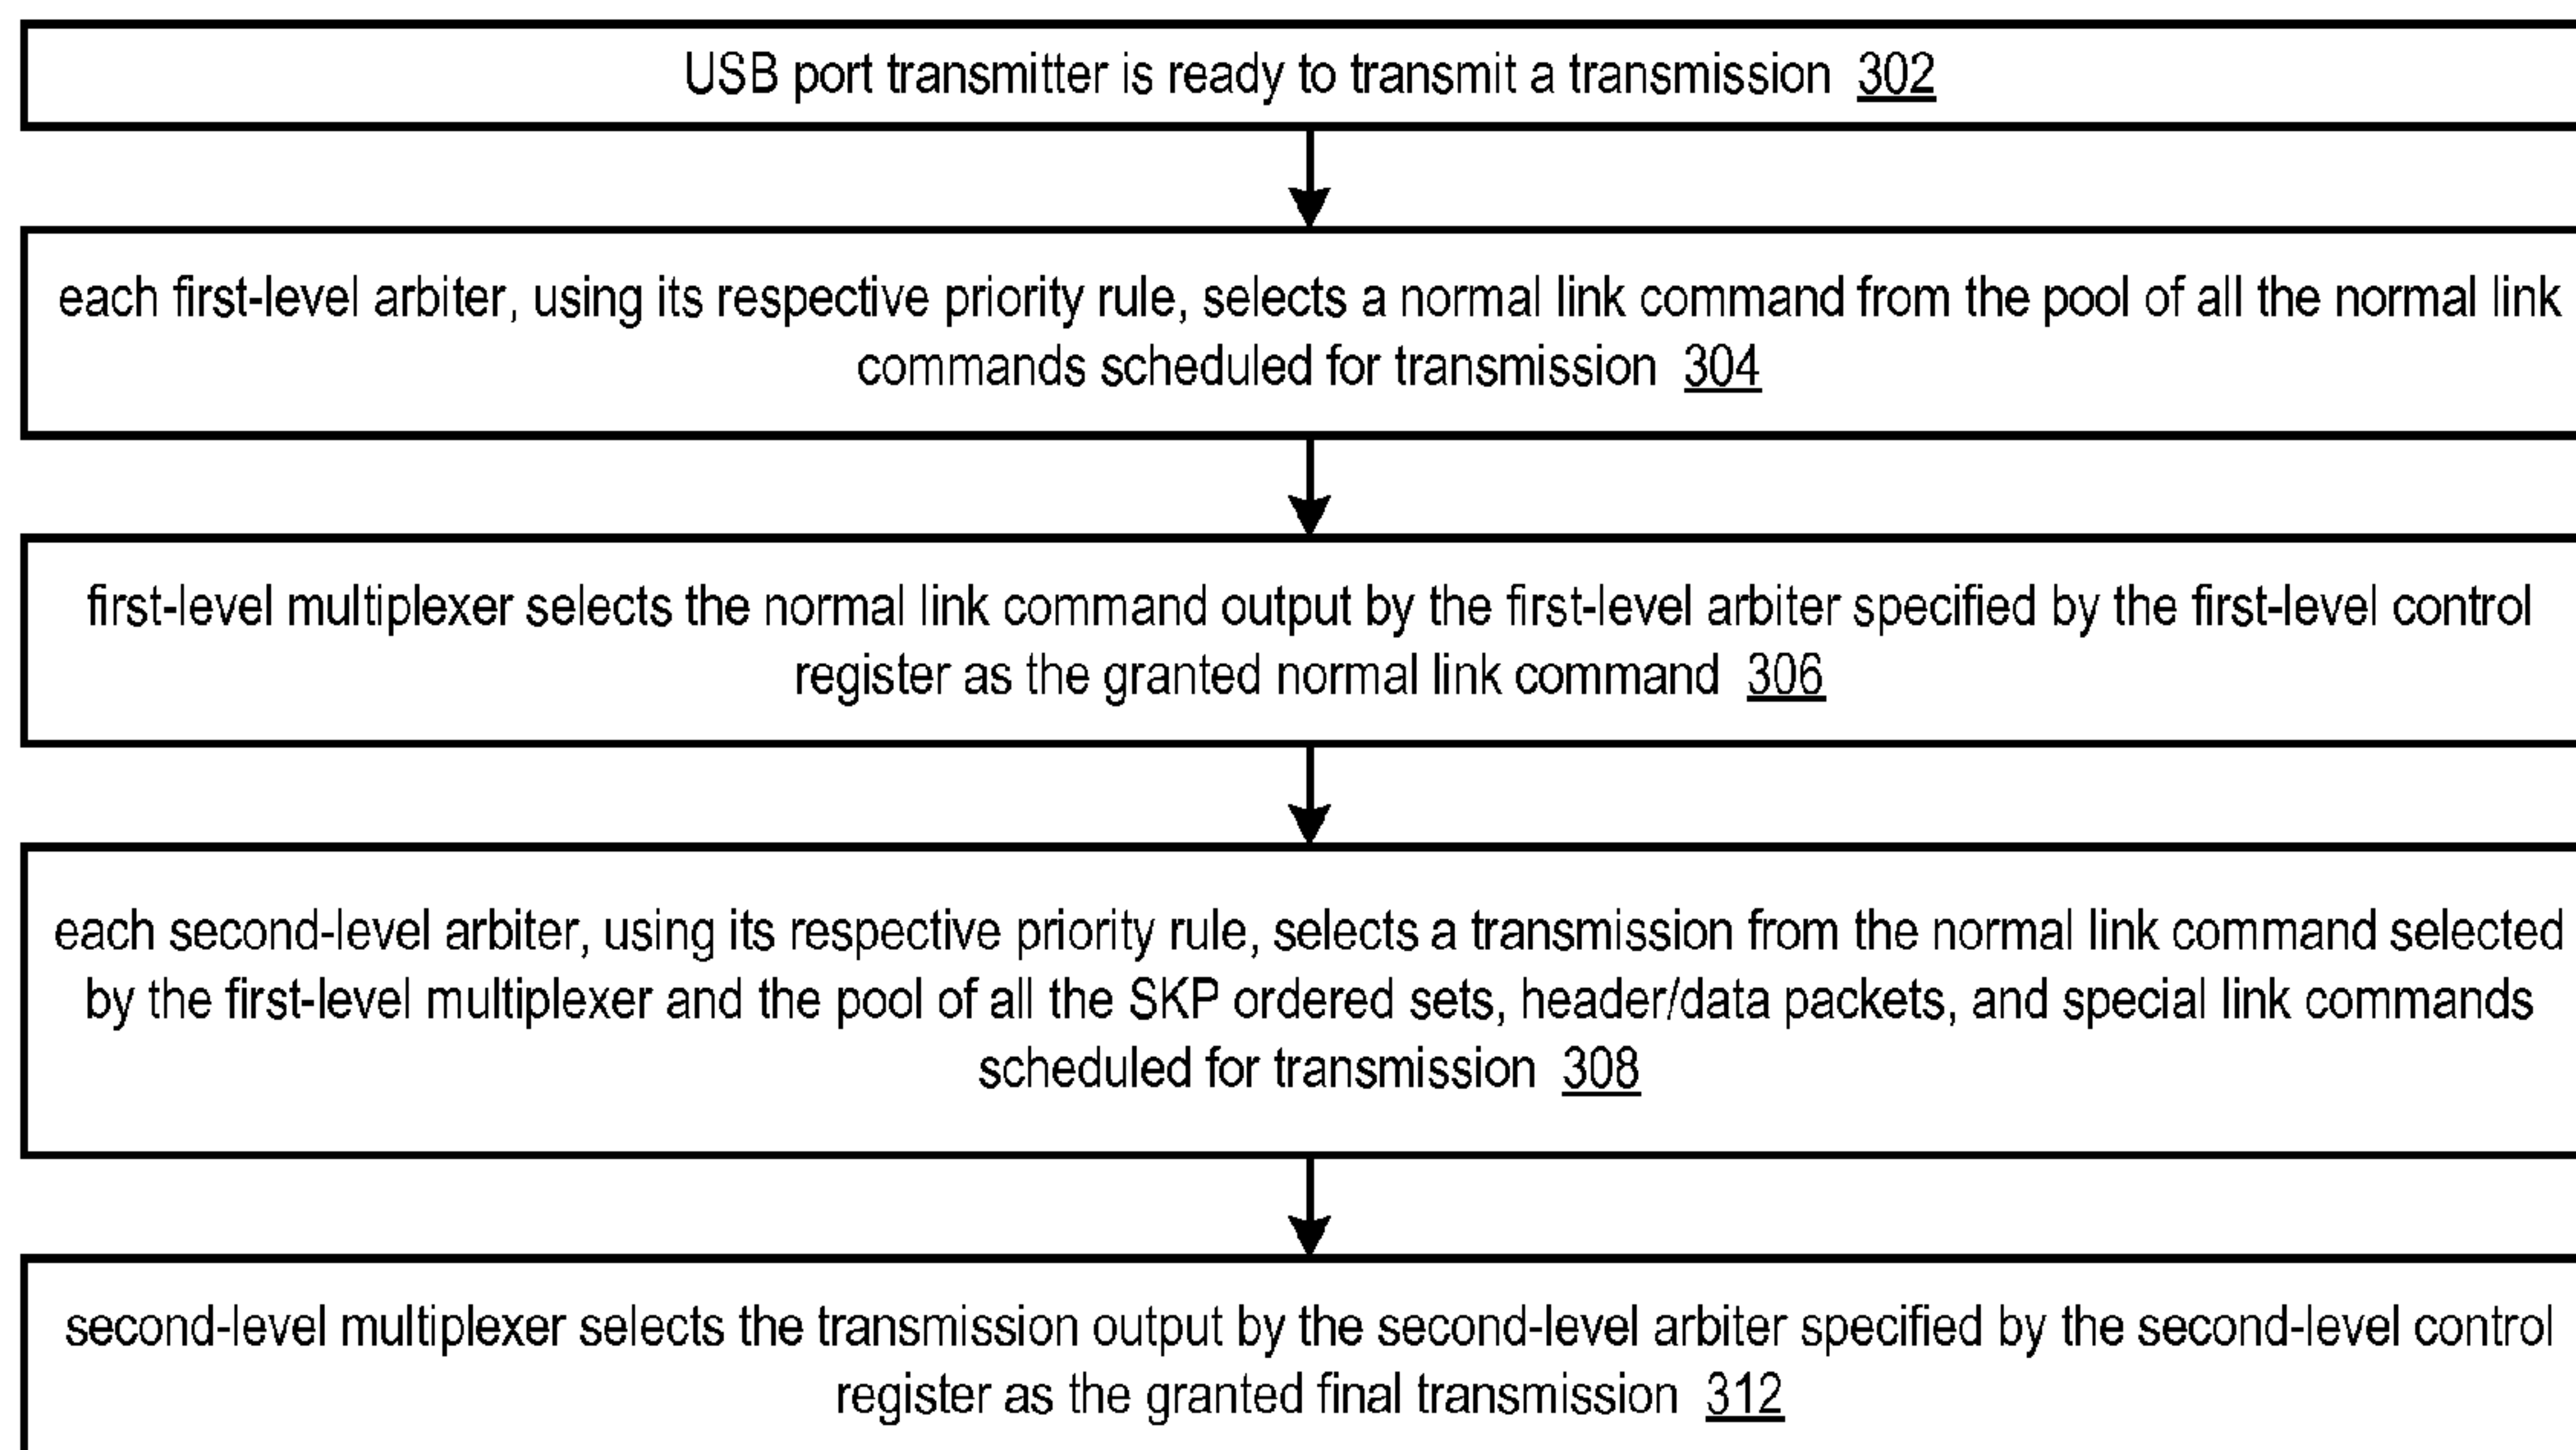 USB port transmitter is ready to transmit a transmission 302
each first-level arbiter, using its respective priority rule, selects a normal link command from the pool of all the normal link
commands scheduled for transmission 304
first-level multiplexer selects the normal link command output by the first-level arbiter specified by the first-level control
register as the granted normal link command 306
each second-level arbiter, using its respective priority rule, selects a transmission from the normal link command selected
by the first-level multiplexer and the pool of all the SKP ordered sets, header/data packets, and special link commands
scheduled for transmission 308
second-level multiplexer selects the transmission output by the second-level arbiter specified by the second-level control
register as the granted final transmission 312